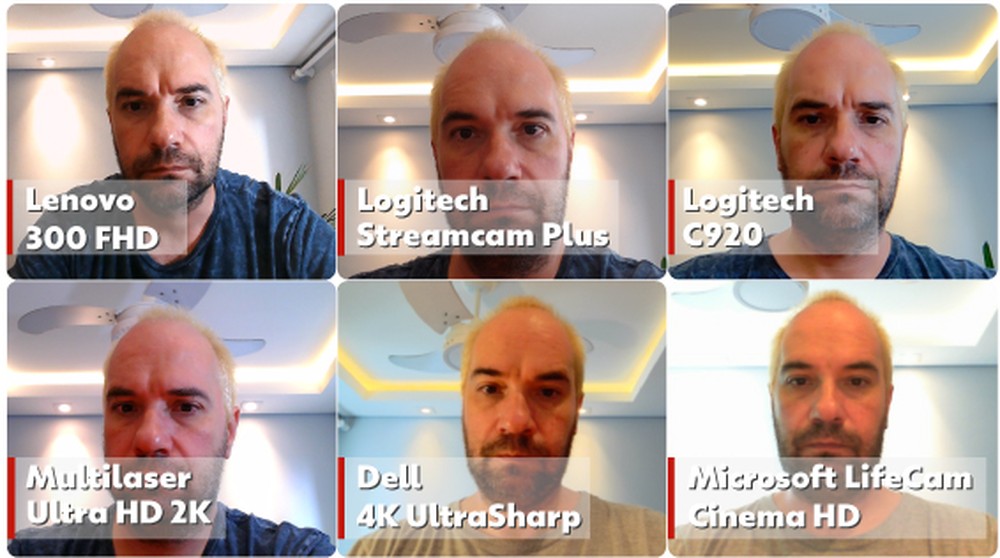 Lenovo
300 FHD
Logitech
Streamcam Plus
Logitech
C920
Multilaser
Ultra HD 2K
Dell
4K UltraSharp
Microsoft LifeCam
Cinema HD